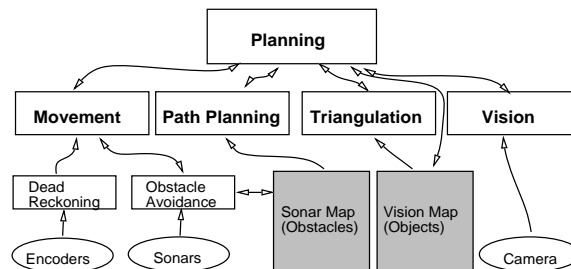 Planning
Movement
Path Planning
Triangulation
Vision
Dead
Reckoning
Obstacle
Avoidance
Sonar Map
(Obstacles)
Vision Map
(Objects)
Encoders
Sonars
Camera